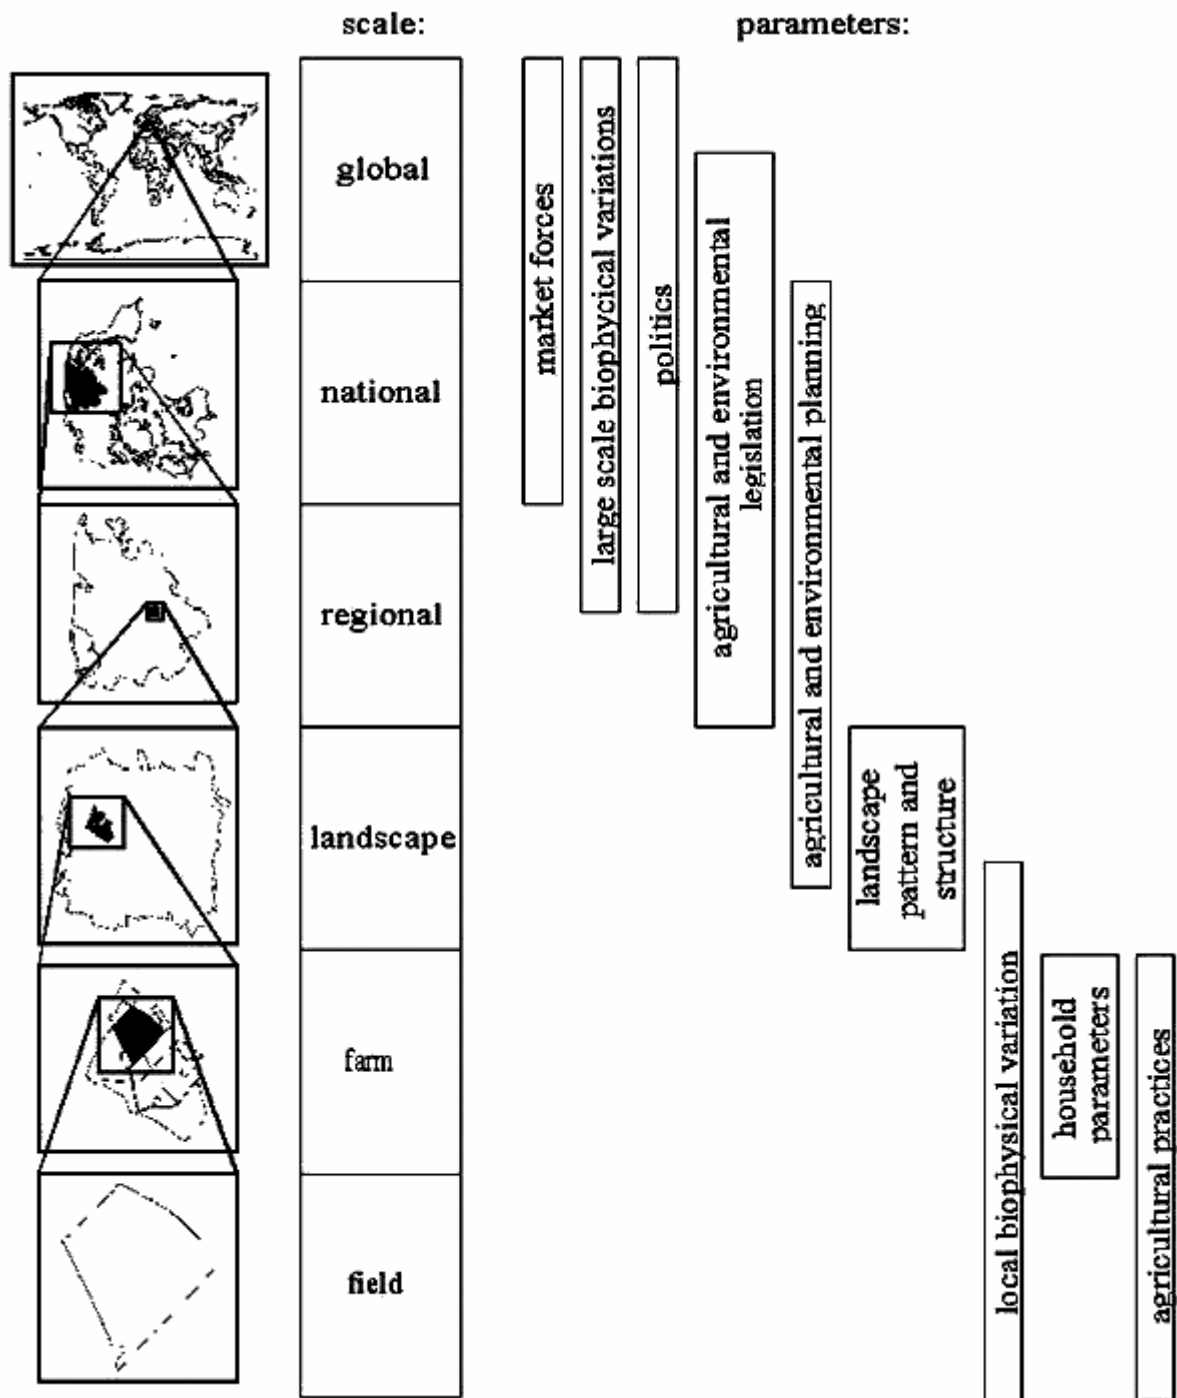 scale:
parameters:
global
national
regional
landscape
farm
field
market forces
large scale biophycical variations
politics
agricultural and environmental
legislation
agricultural and environmental planning
landscape
pattern and
structure
local biophysical variation
household
parameters
agricultural practices